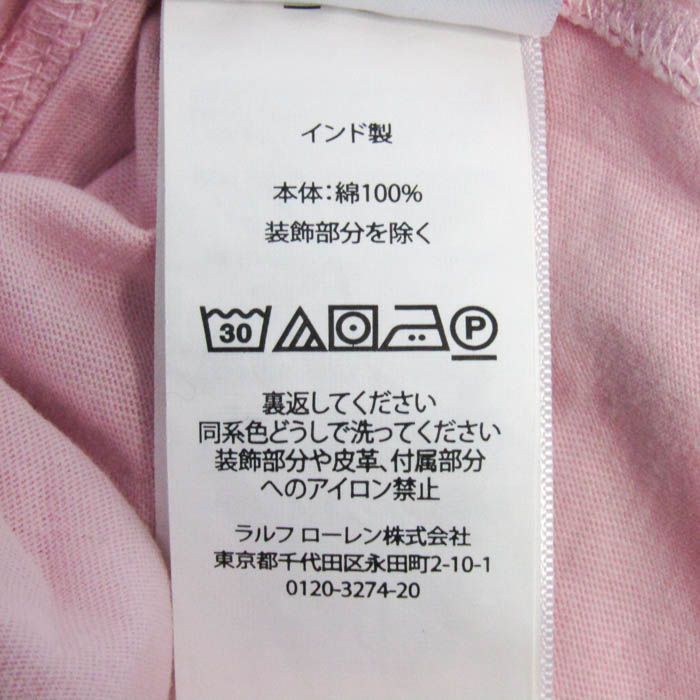 インド製
本体：綿100%
装飾部分を除く
30 P
裏返してください
同系色どうしで洗ってください
装飾部分や皮革、付属部分
へのアイロン禁止
ラルフ ローレン株式会社
東京都千代田区永田町2-10-1
0120-3274-20